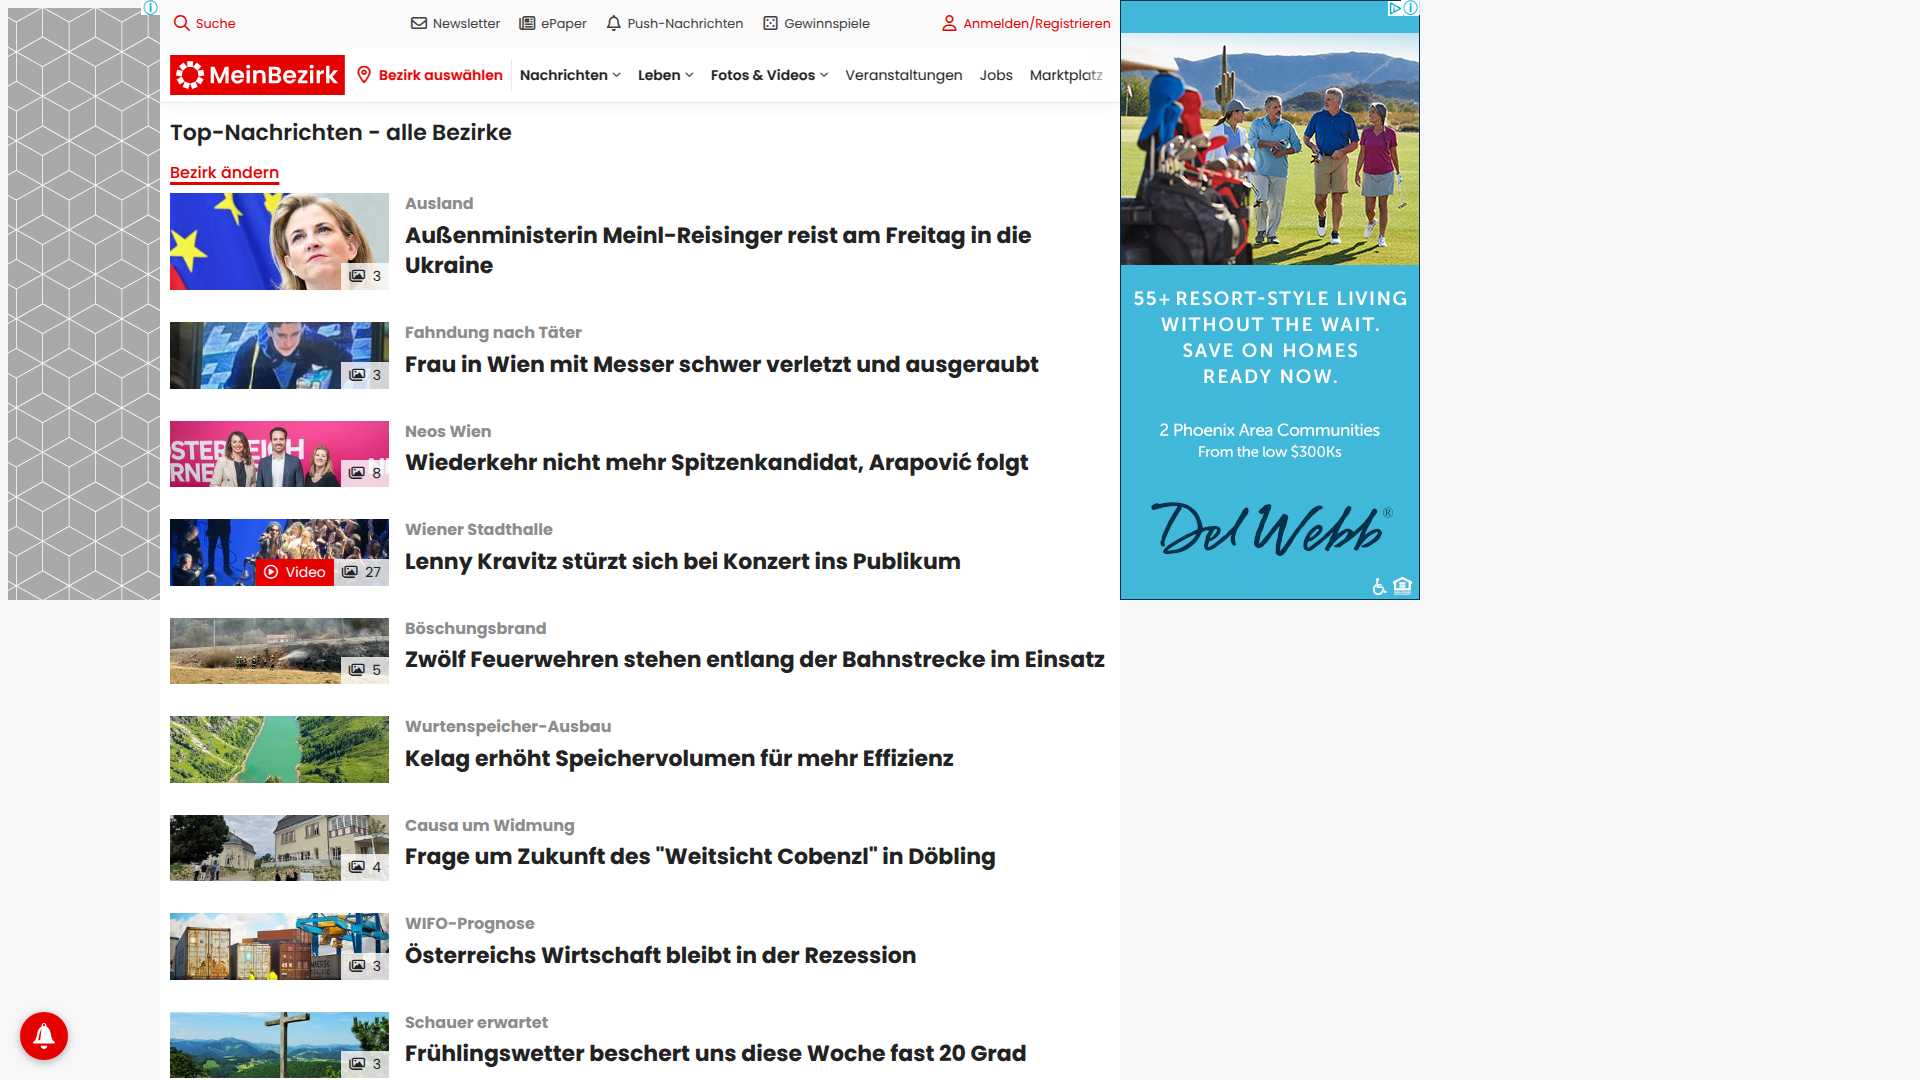 Suche
Newsletter
ePaper
Push-Nachrichten
Gewinnspiele
Anmelden/Registrieren
MeinBezirk
Bezirk auswählen
Nachrichten
Leben
Fotos & Videos
Veranstaltungen
Jobs
Marktplatz
Top-Nachrichten - alle Bezirke
Bezirk ändern
3
Ausland
Außenministerin Meinl-Reisinger reist am Freitag in die
Ukraine
3
Fahndung nach Täter
Frau in Wien mit Messer schwer verletzt und ausgeraubt
8
Neos Wien
Wiederkehr nicht mehr Spitzenkandidat, Arapović folgt
Video
27
Wiener Stadthalle
Lenny Kravitz stürzt sich bei Konzert ins Publikum
5
Böschungsbrand
Zwölf Feuerwehren stehen entlang der Bahnstrecke im Einsatz
Wurtenspeicher-Ausbau
Kelag erhöht Speichervolumen für mehr Effizienz
4
Causa um Widmung
Frage um Zukunft des "Weitsicht Cobenzl" in Döbling
3
WIFO-Prognose
Österreichs Wirtschaft bleibt in der Rezession
3
Schauer erwartet
Frühlingswetter beschert uns diese Woche fast 20 Grad
55+ RESORT-STYLE LIVING
WITHOUT THE WAIT.
SAVE ON HOMES
READY NOW.
2 Phoenix Area Communities
From the low $300Ks
Del Webb®